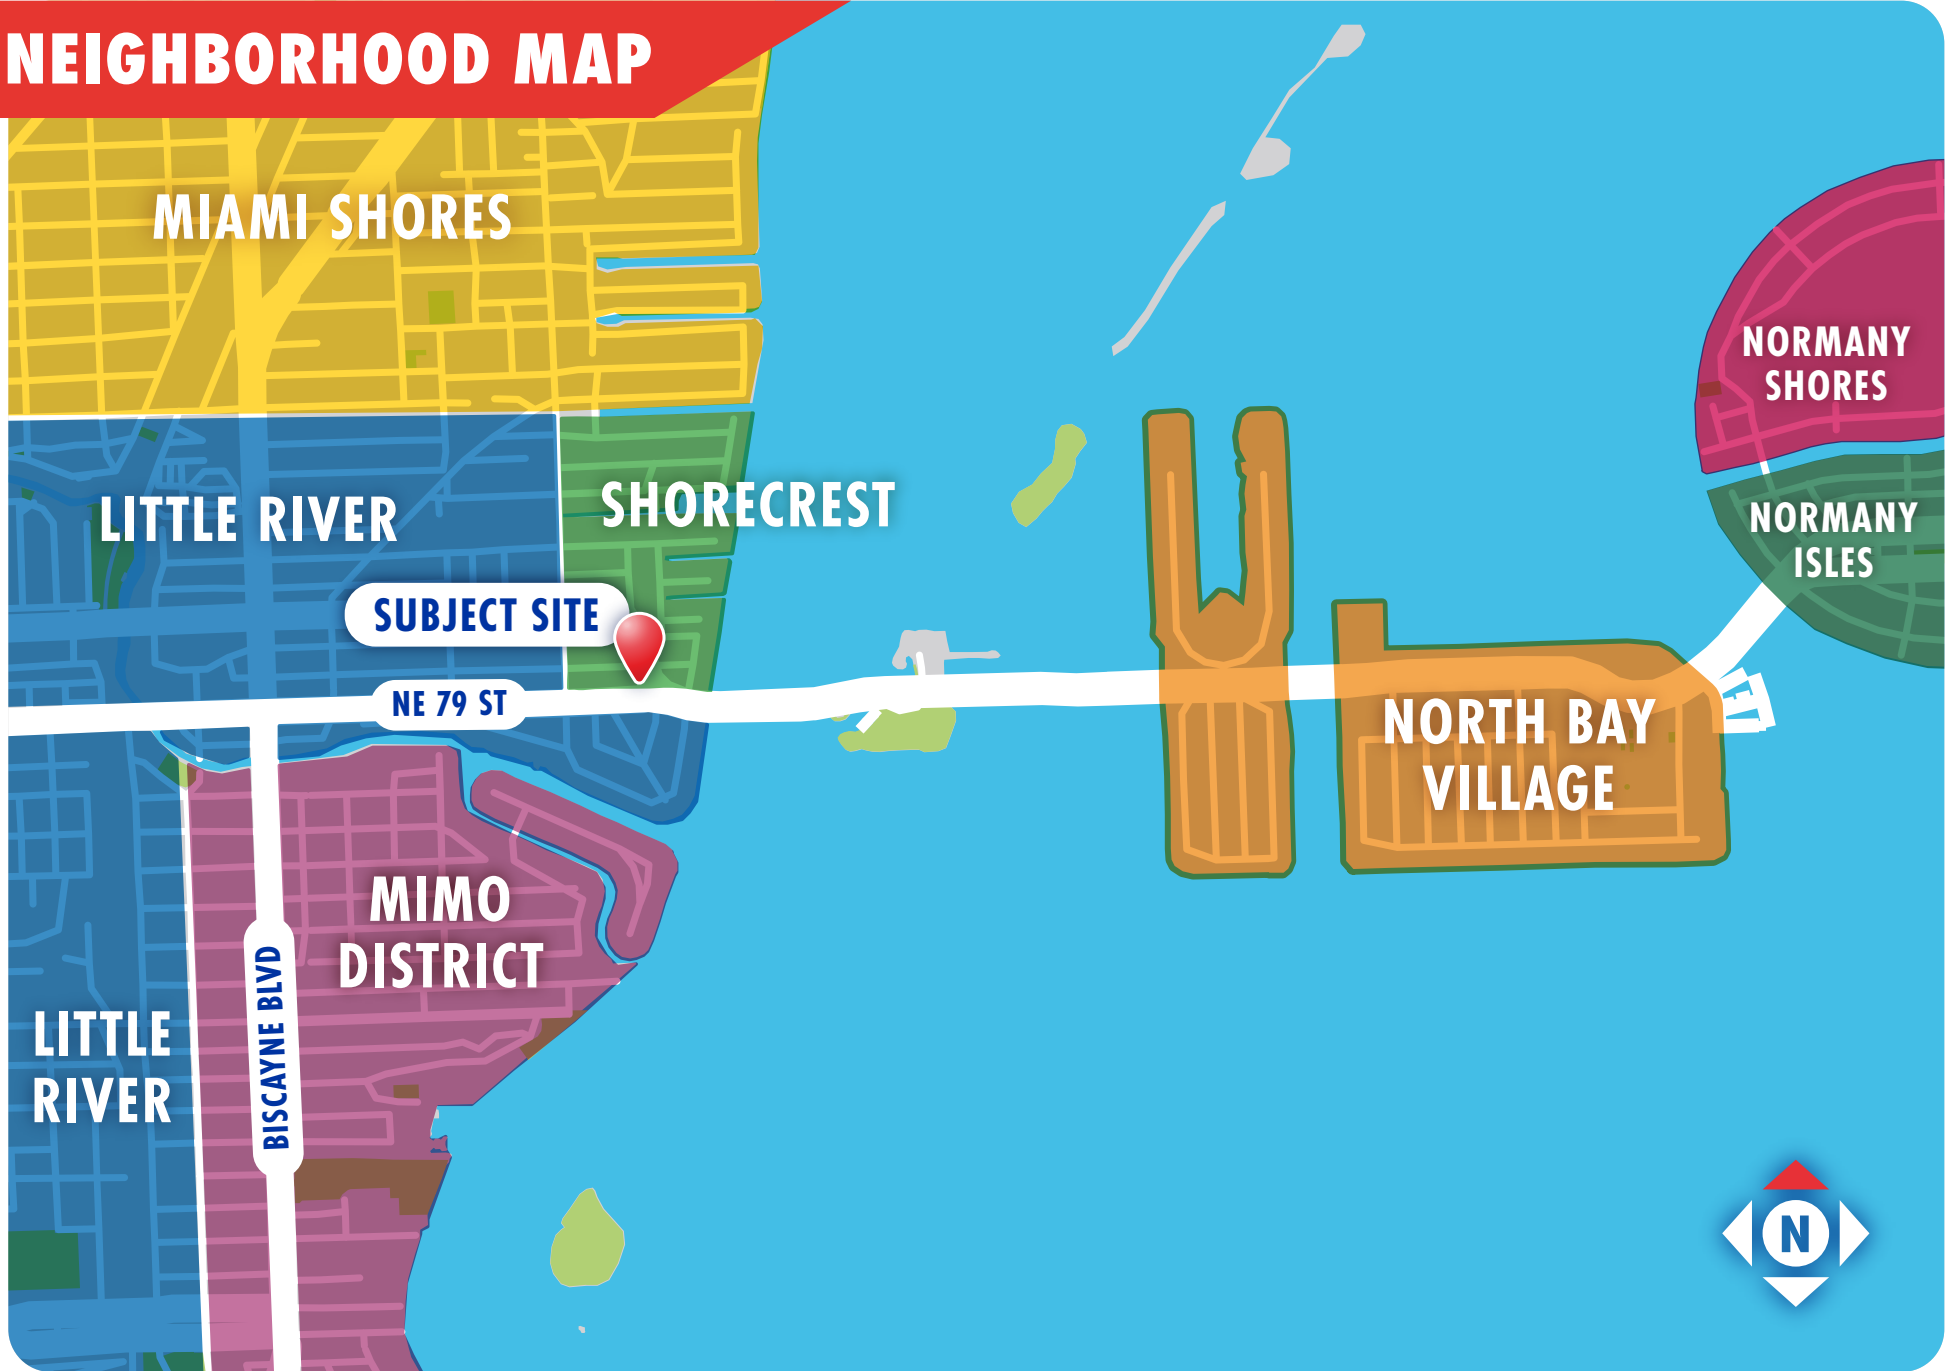 NEIGHBORHOOD MAP
MIAMI SHORES
NORMANY
SHORES
LITTLE RIVER
SHORECREST
NORMANY
ISLES
SUBJECT SITE
NE 79 ST
NORTH BAY
VILLAGE
MIMO
DISTRICT
BISCAYNE BLVD
LITTLE
RIVER
N